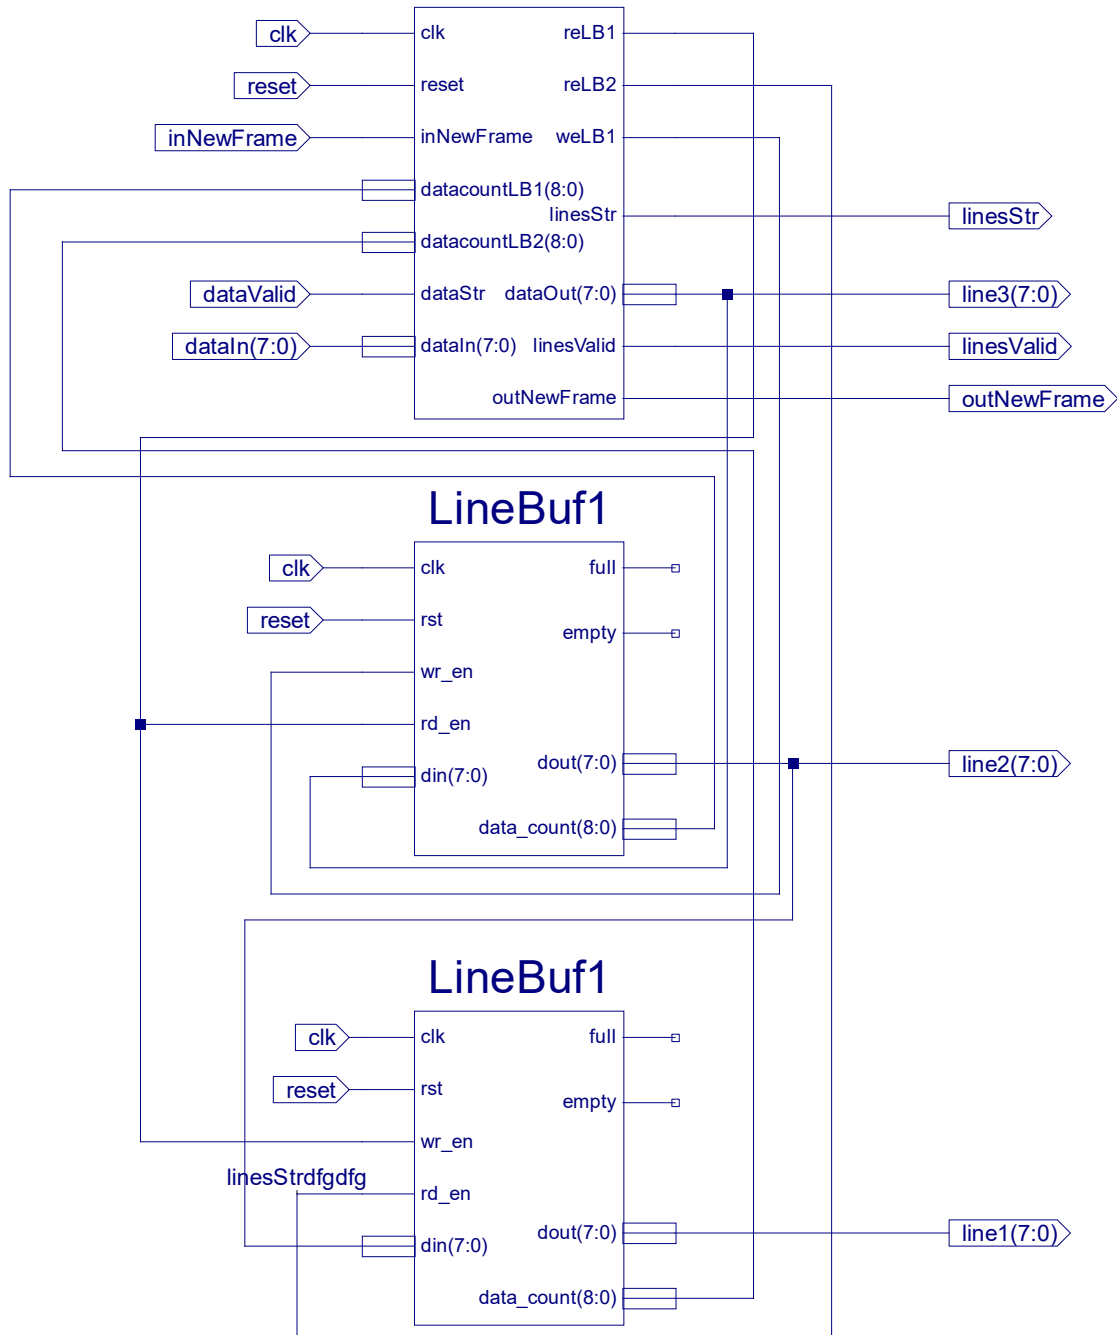 clk clk reLB1
reset reset reLB2
inNewFrame inNewFrame weLB1
datacountLB1(8:0)
linesStr linesStr
datacountLB2(8:0)
dataValid dataStr dataOut(7:0) line3(7:0)
dataIn(7:0) dataIn(7:0) linesValid linesValid
outNewFrame outNewFrame
LineBuf1
clk clk full
reset rst
empty
wr_en
rd_en
dout(7:0) line2(7:0)
din(7:0)
data_count(8:0)
LineBuf1
clk clk full
reset rst
empty
wr_en
linesStrdfgdfg
rd_en
dout(7:0) line1(7:0)
din(7:0)
data_count(8:0)